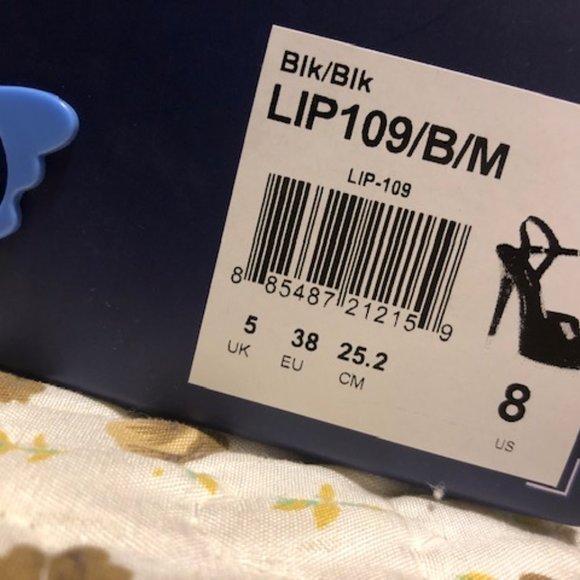 Blk/Blk
LIP109/B/M
LIP-109
8 85487 21215 9
5 38 25.2
UK EU CM
8
US